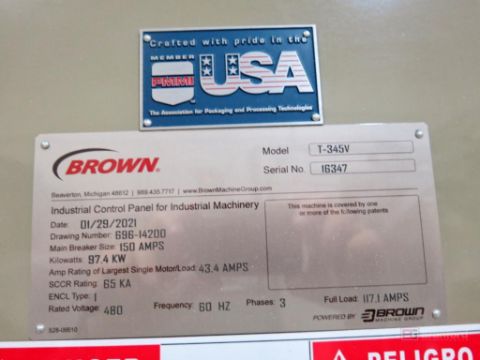 Crafted with pride in the
MEMBER
PMMI
USA
The Association for Packaging and Processing Technologies
BROWN.
Model T-345V
Serial No. 16347
Beaverton, Michigan 48612 | 989.435.7717 | www.BrownMachineGroup.com
Industrial Control Panel for Industrial Machinery
This machine is covered by one
or more of the following patents
Date: 01/29/2021
Drawing Number: 696-14200
Main Breaker Size: 150 AMPS
Kilowatts: 97.4 KW
Amp Rating of Largest Single Motor/Load: 43.4 AMPS
SCCR Rating: 65 KA
ENCL Type: 1
Rated Voltage: 480 Frequency: 60 HZ Phases: 3 Full Load: 117.1 AMPS
POWERED BY BROWN
MACHINE GROUP
PELIGRO